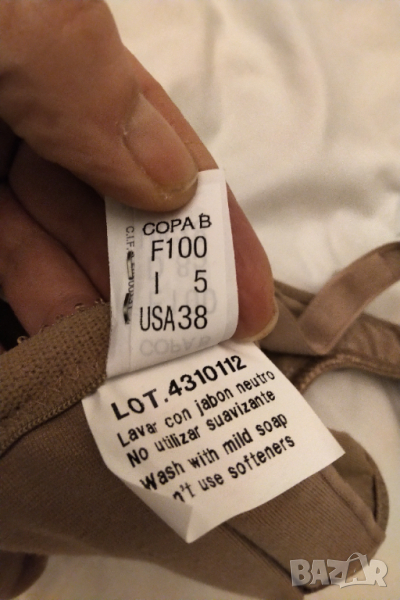 COPA B
F100
I 5
USA38
C.I.F.
LOT.4310112
Lavar con jabon neutro
No utilizar suavizante
Wash with mild soap
n't use softeners
BAZAR